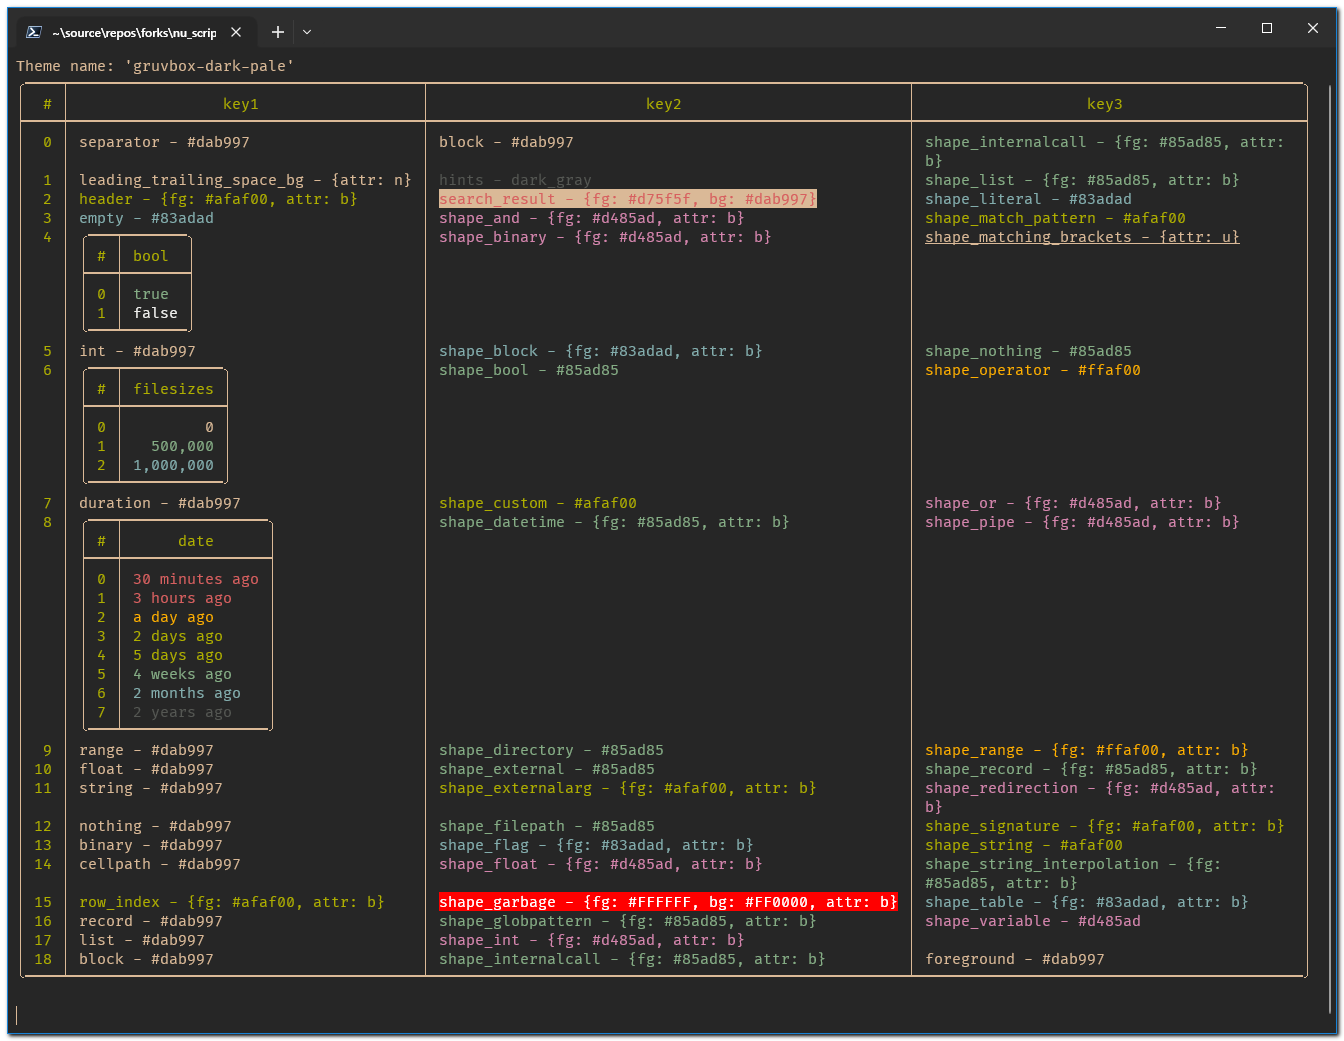 ~\source\repos\forks\nu_scrip
Theme name: 'gruvbox-dark-pale'
# key1 key2 key3
0 separator - #dab997 block - #dab997 shape_internalcall - {fg: #85ad85, attr:
b}
1 leading_trailing_space_bg - {attr: n} hints - dark_gray shape_list - {fg: #85ad85, attr: b}
2 header - {fg: #afaf00, attr: b} search_result - {fg: #d75f5f, bg: #dab997} shape_literal - #83adad
3 empty - #83adad shape_and - {fg: #d485ad, attr: b} shape_match_pattern - #afaf00
4 shape_binary - {fg: #d485ad, attr: b} shape_matching_brackets - {attr: u}
# bool
0 true
1 false
5 int - #dab997 shape_block - {fg: #83adad, attr: b} shape_nothing - #85ad85
6 shape_bool - #85ad85 shape_operator - #ffaf00
# filesizes
0 0
1 500,000
2 1,000,000
7 duration - #dab997 shape_custom - #afaf00 shape_or - {fg: #d485ad, attr: b}
8 shape_datetime - {fg: #85ad85, attr: b} shape_pipe - {fg: #d485ad, attr: b}
# date
0 30 minutes ago
1 3 hours ago
2 a day ago
3 2 days ago
4 5 days ago
5 4 weeks ago
6 2 months ago
7 2 years ago
9 range - #dab997 shape_directory - #85ad85 shape_range - {fg: #ffaf00, attr: b}
10 float - #dab997 shape_external - #85ad85 shape_record - {fg: #85ad85, attr: b}
11 string - #dab997 shape_externalarg - {fg: #afaf00, attr: b} shape_redirection - {fg: #d485ad, attr:
b}
12 nothing - #dab997 shape_filepath - #85ad85 shape_signature - {fg: #afaf00, attr: b}
13 binary - #dab997 shape_flag - {fg: #83adad, attr: b} shape_string - #afaf00
14 cellpath - #dab997 shape_float - {fg: #d485ad, attr: b} shape_string_interpolation - {fg:
#85ad85, attr: b}
15 row_index - {fg: #afaf00, attr: b} shape_garbage - {fg: #FFFFFF, bg: #FF0000, attr: b} shape_table - {fg: #83adad, attr: b}
16 record - #dab997 shape_globpattern - {fg: #85ad85, attr: b} shape_variable - #d485ad
17 list - #dab997 shape_int - {fg: #d485ad, attr: b}
18 block - #dab997 shape_internalcall - {fg: #85ad85, attr: b} foreground - #dab997